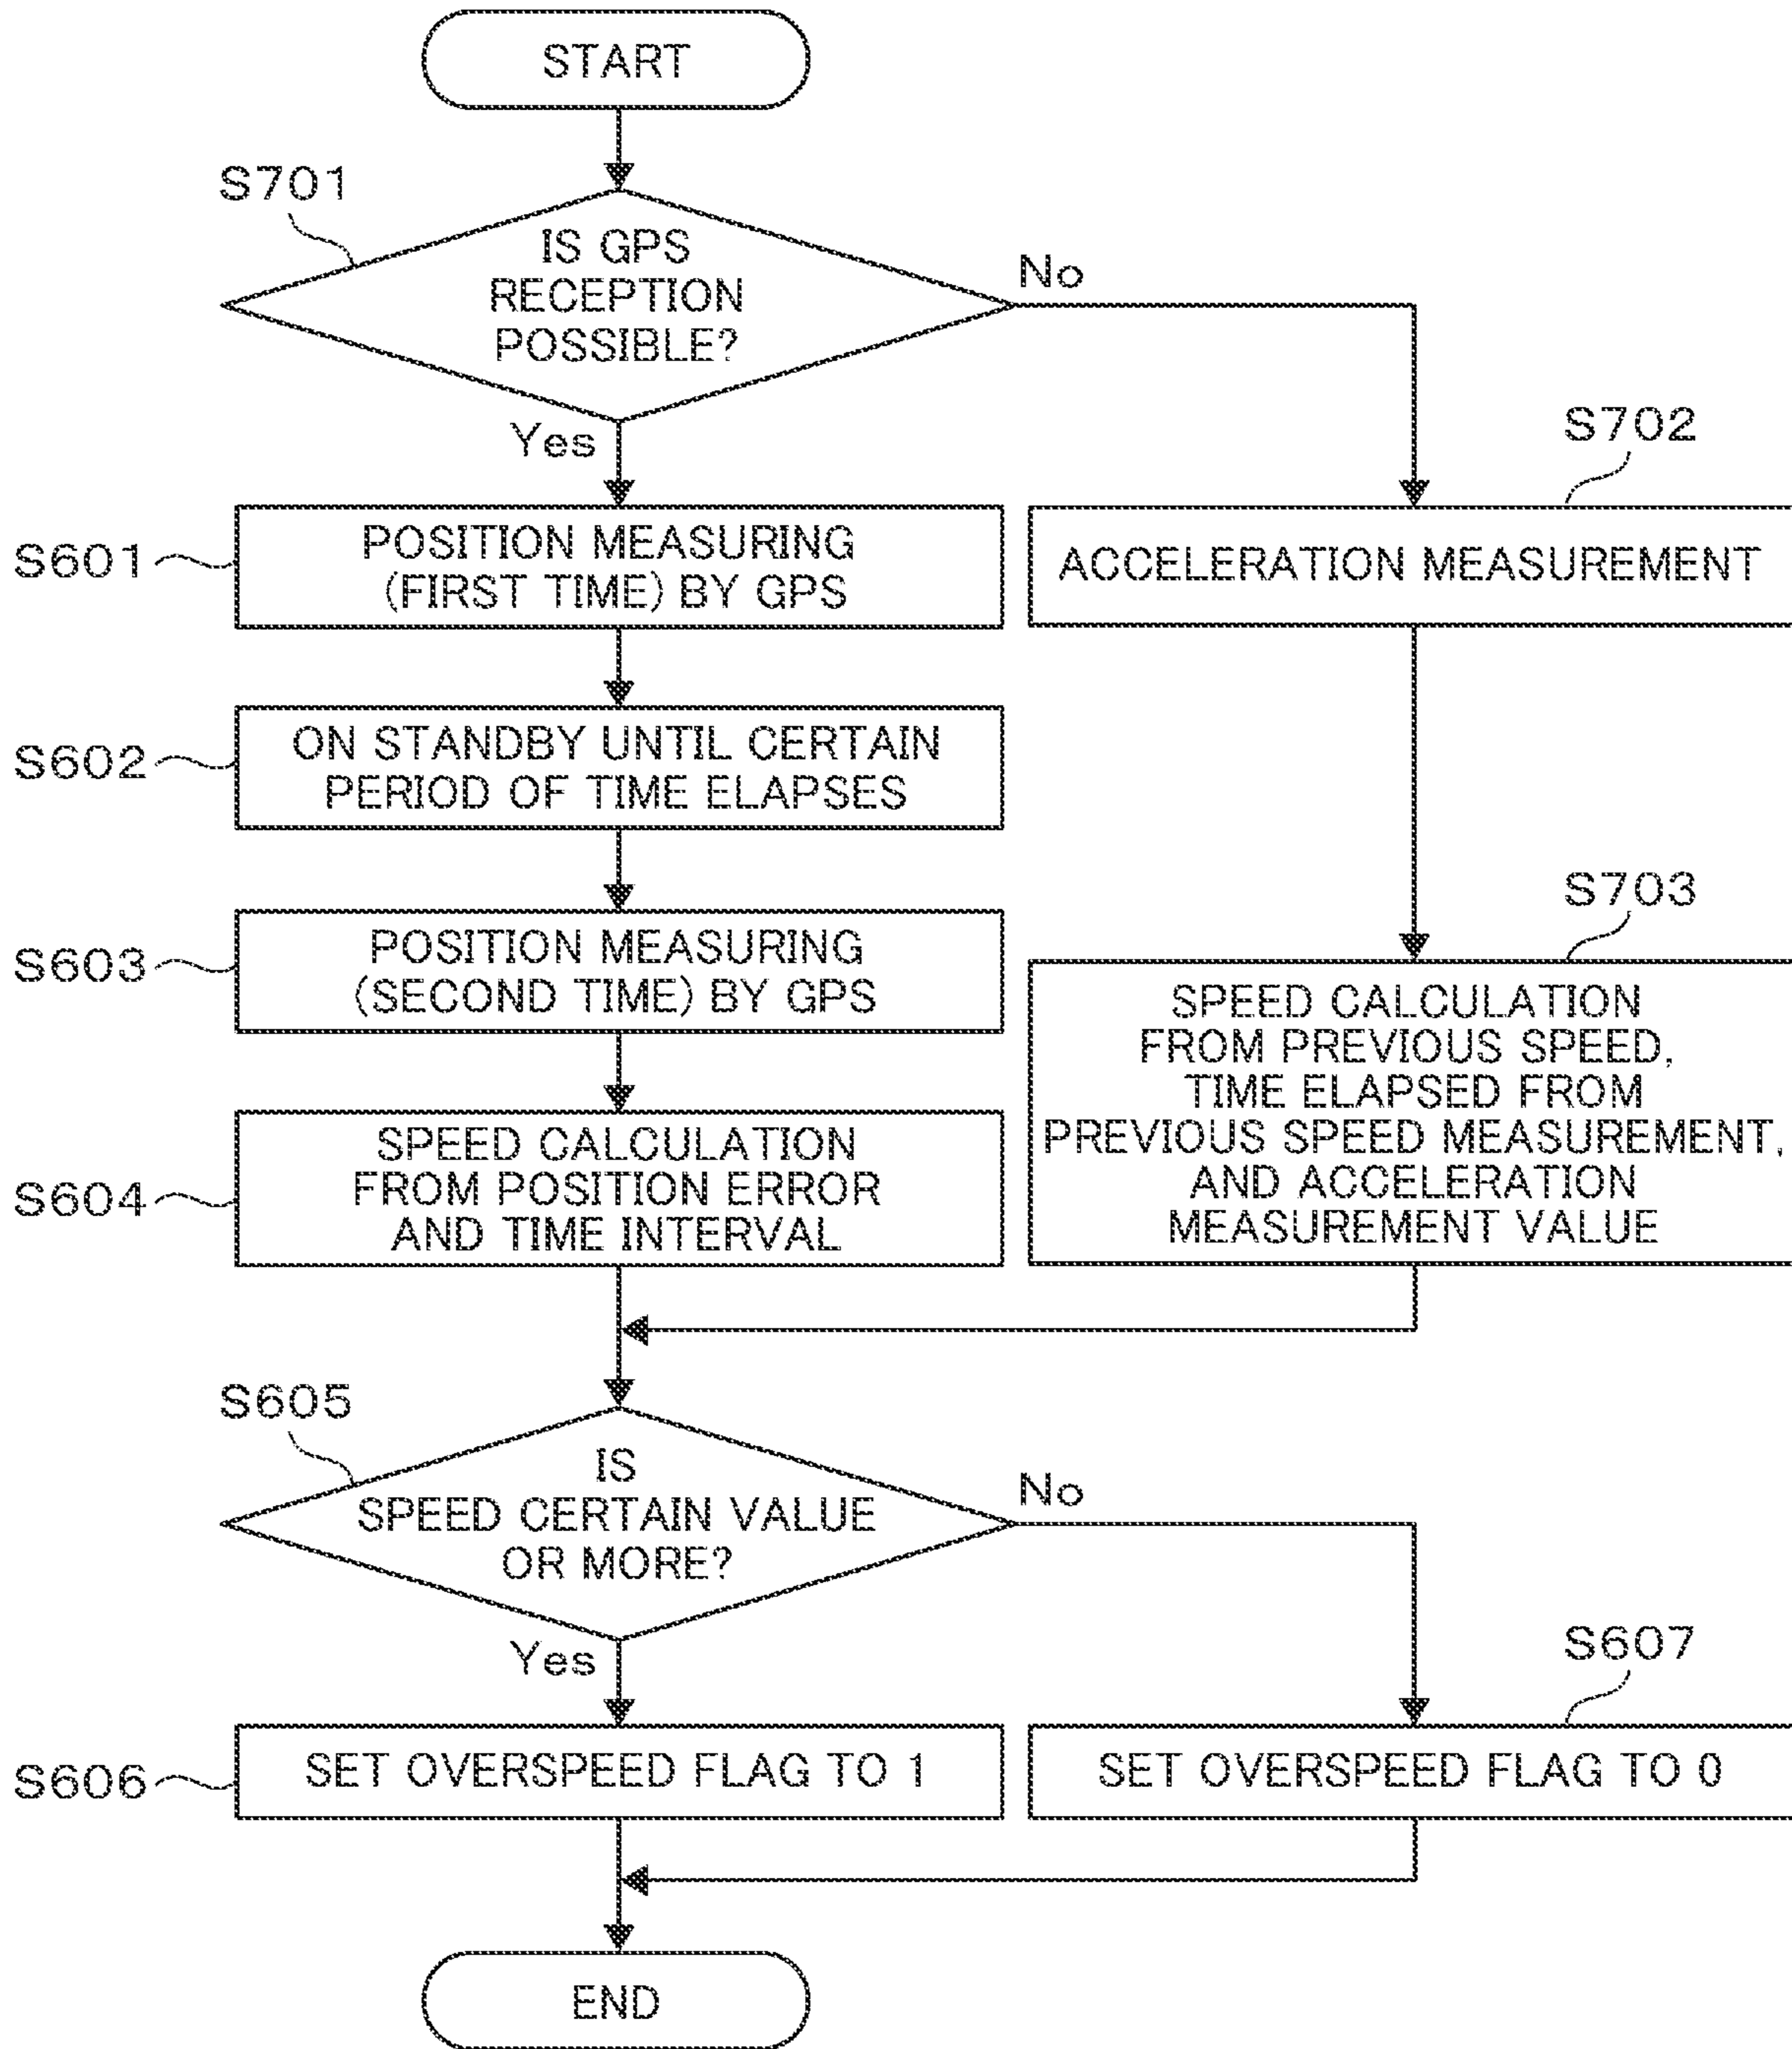 START
S701
IS GPS
RECEPTION
POSSIBLE?
No
Yes
S702
S601
POSITION MEASURING
(FIRST TIME) BY GPS
ACCELERATION MEASUREMENT
S602
ON STANDBY UNTIL CERTAIN
PERIOD OF TIME ELAPSES
S603
POSITION MEASURING
(SECOND TIME) BY GPS
S703
SPEED CALCULATION
FROM PREVIOUS SPEED,
TIME ELAPSED FROM
PREVIOUS SPEED MEASUREMENT,
AND ACCELERATION
MEASUREMENT VALUE
S604
SPEED CALCULATION
FROM POSITION ERROR
AND TIME INTERVAL
S605
IS
SPEED CERTAIN VALUE
OR MORE?
No
Yes
S607
S606
SET OVERSPEED FLAG TO 1
SET OVERSPEED FLAG TO 0
END